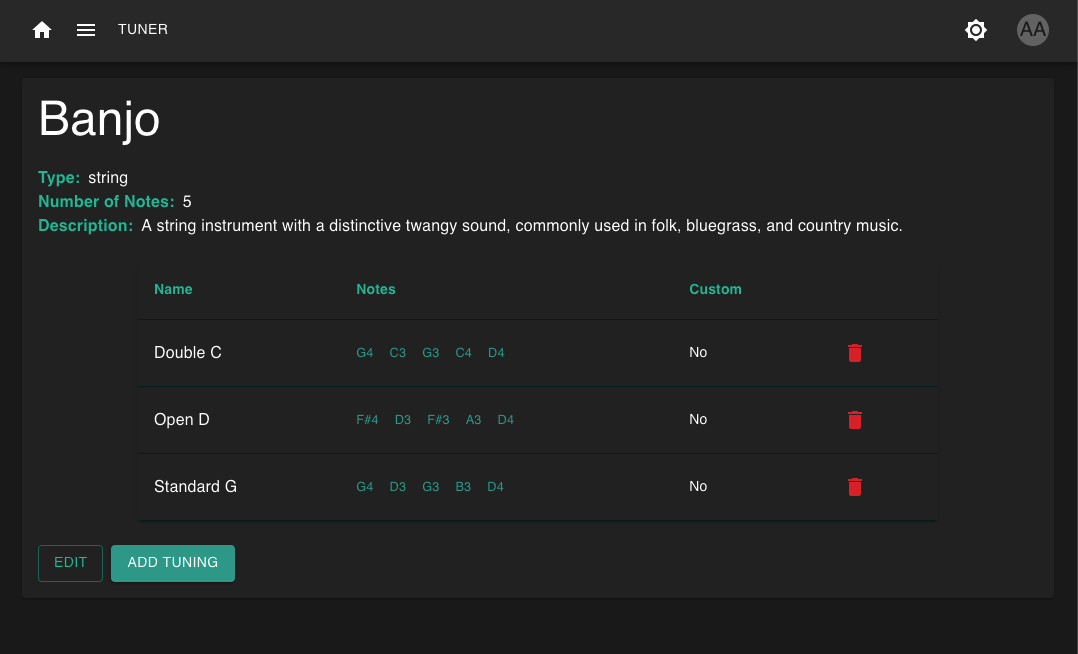 TUNER AA
Banjo
Type: string
Number of Notes: 5
Description: A string instrument with a distinctive twangy sound, commonly used in folk, bluegrass, and country music.
Name Notes Custom
Double C G4 C3 G3 C4 D4 No
Open D F#4 D3 F#3 A3 D4 No
Standard G G4 D3 G3 B3 D4 No
EDIT ADD TUNING